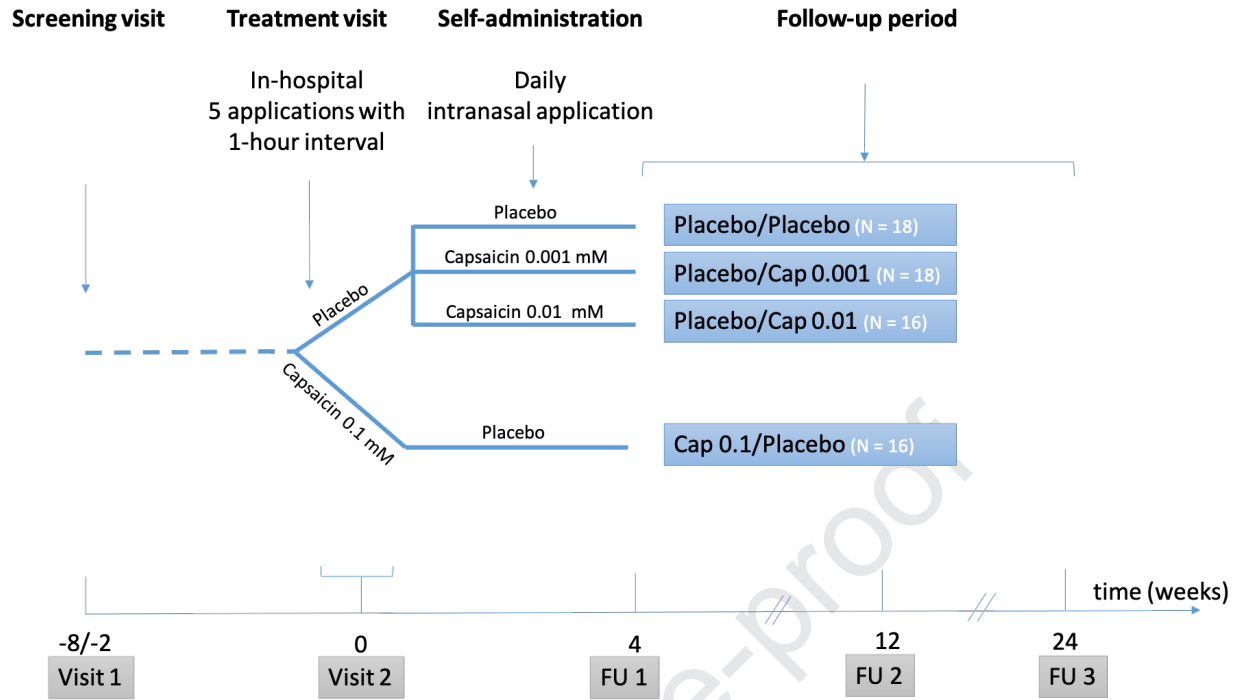 Screening visit
Treatment visit
Self-administration
Follow-up period
In-hospital
5 applications with
1-hour interval
Daily
intranasal application
Placebo
Capsaicin 0.001 mM
Capsaicin 0.01 mM
Placebo
Capsaicin 0.1 mM
Placebo
Placebo/Placebo (N = 18)
Placebo/Cap 0.001 (N = 18)
Placebo/Cap 0.01 (N = 16)
Cap 0.1/Placebo (N = 16)
e-proof
time (weeks)
-8/-2
0
4
12
24
Visit 1
Visit 2
FU 1
FU 2
FU 3